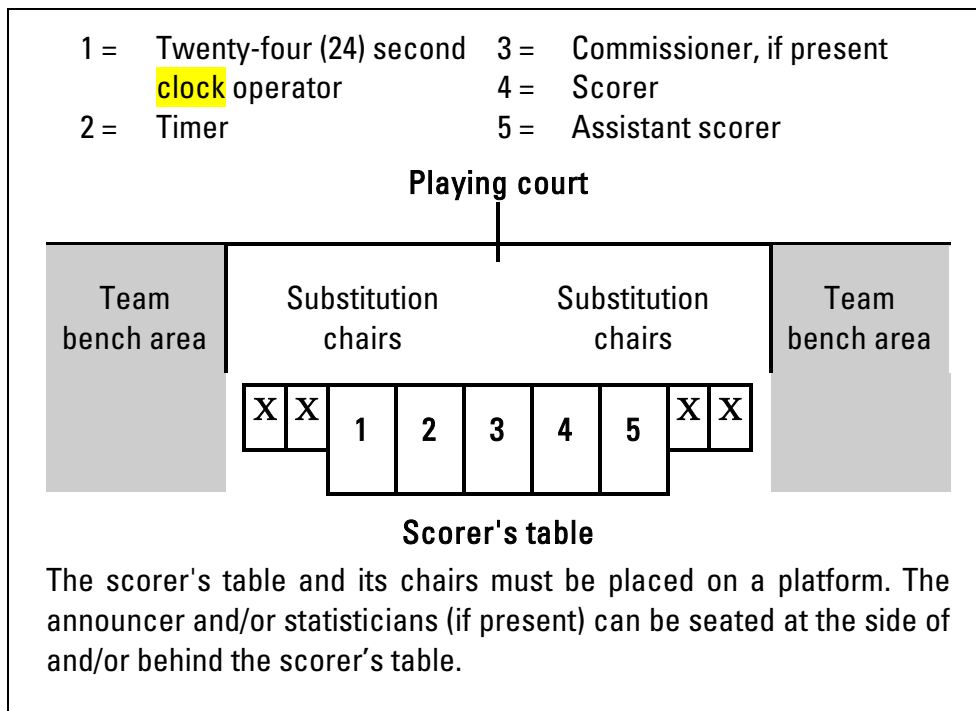 1 = Twenty-four (24) second clock operator
2 = Timer
3 = Commissioner, if present
4 = Scorer
5 = Assistant scorer
Playing court
Team bench area
Substitution chairs
Substitution chairs
Team bench area
X X 1 2 3 4 5 X X
Scorer's table
The scorer's table and its chairs must be placed on a platform. The
announcer and/or statisticians (if present) can be seated at the side of
and/or behind the scorer’s table.